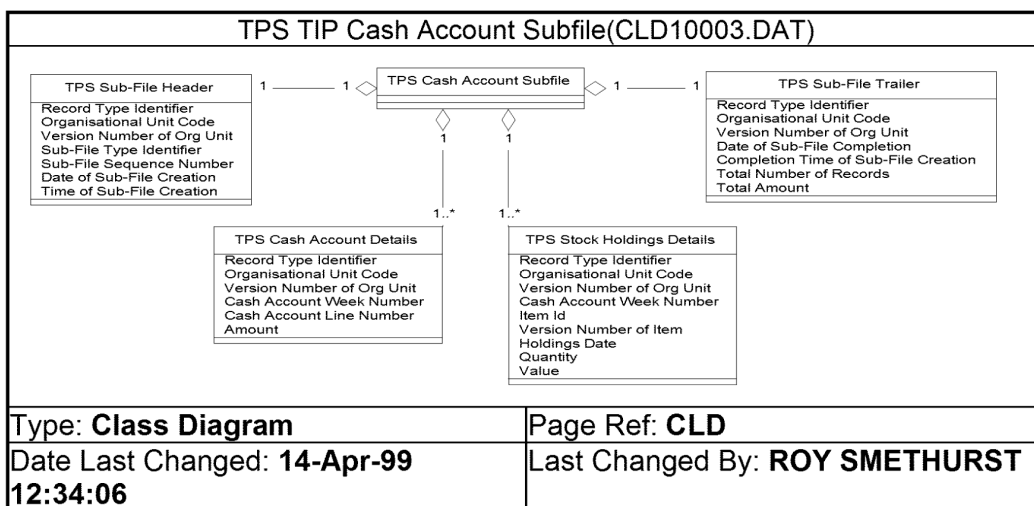 TPS TIP Cash Account Subfile(CLD10003.DAT)
TPS Sub-File Header
Record Type Identifier
Organisational Unit Code
Version Number of Org Unit
Sub-File Type Identifier
Sub-File Sequence Number
Date of Sub-File Creation
Time of Sub-File Creation
1
1
TPS Cash Account Subfile
1
1
TPS Sub-File Trailer
Record Type Identifier
Organisational Unit Code
Version Number of Org Unit
Date of Sub-File Completion
Completion Time of Sub-File Creation
Total Number of Records
Total Amount
1
1
1..*
1..*
TPS Cash Account Details
Record Type Identifier
Organisational Unit Code
Version Number of Org Unit
Cash Account Week Number
Cash Account Line Number
Amount
TPS Stock Holdings Details
Record Type Identifier
Organisational Unit Code
Version Number of Org Unit
Cash Account Week Number
Item Id
Version Number of Item
Holdings Date
Quantity
Value
Type: Class Diagram
Page Ref: CLD
Date Last Changed: 14-Apr-99
12:34:06
Last Changed By: ROY SMETHURST